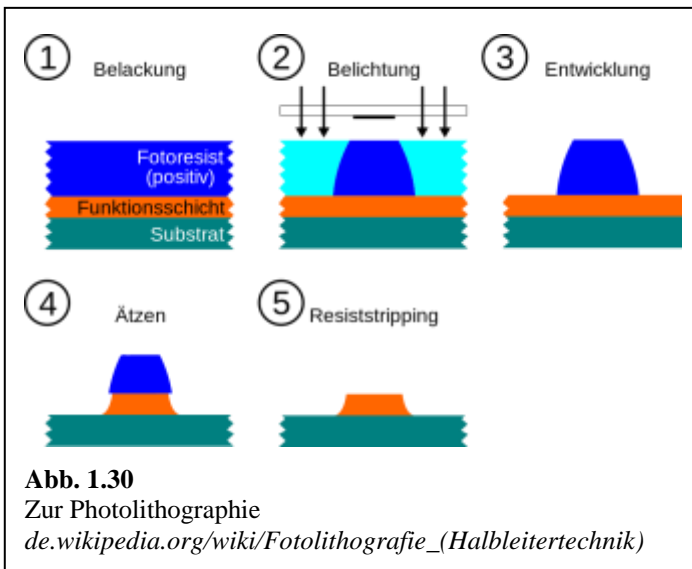 1 Belackung
2 Belichtung
3 Entwicklung
Fotoresist
(positiv)
Funktionsschicht
Substrat
4 Ätzen
5 Resiststripping
Abb. 1.30
Zur Photolithographie
de.wikipedia.org/wiki/Fotolithografie_(Halbleitertechnik)